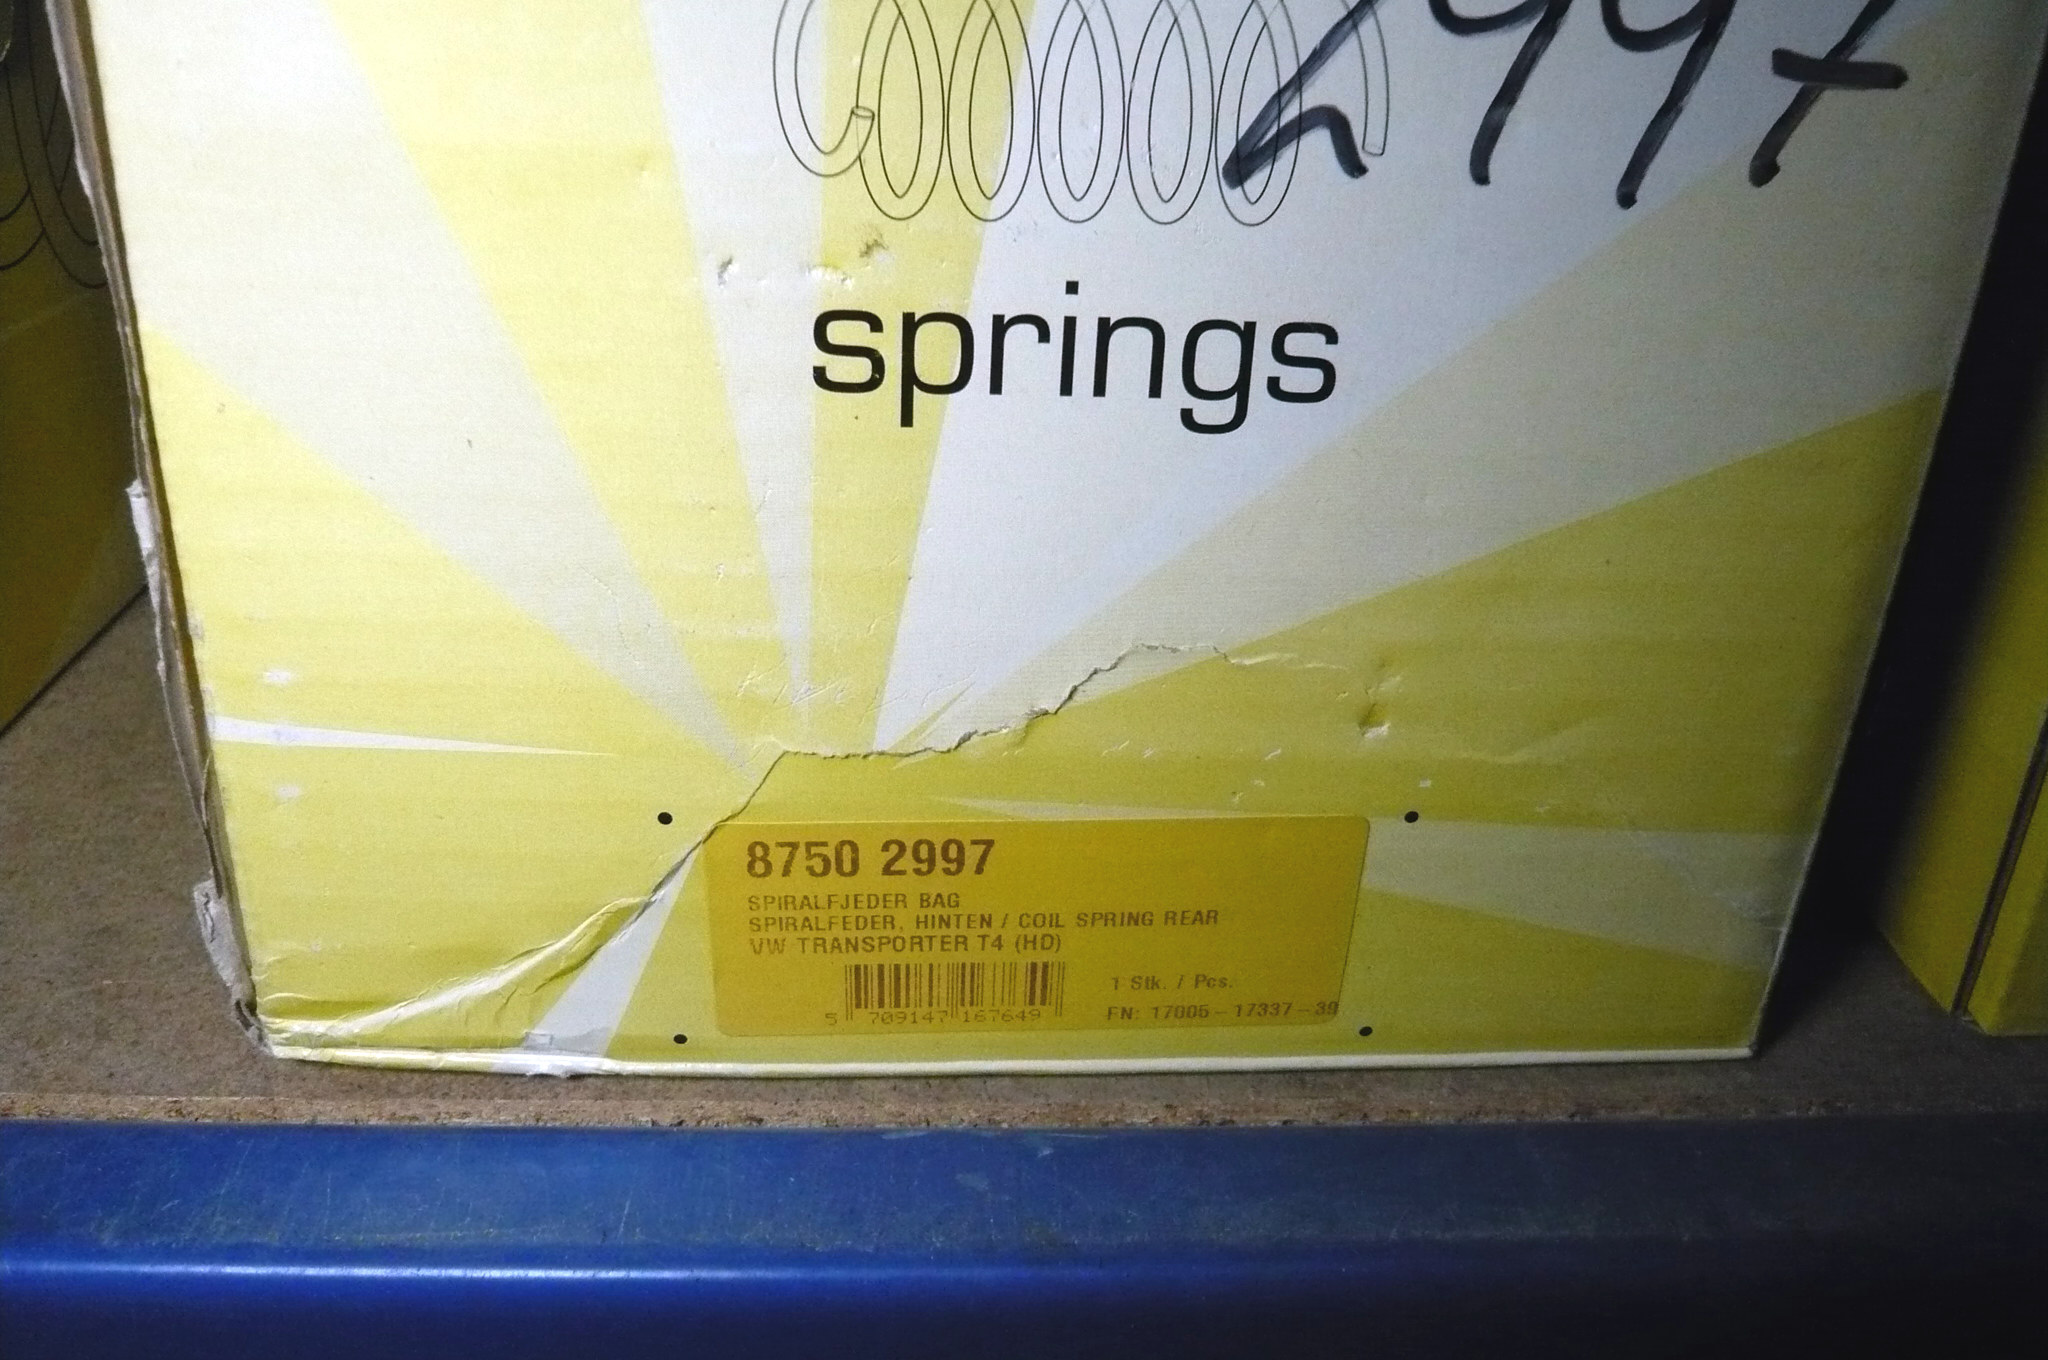 2997
springs
8750 2997
SPIRALFJEDER BAG
SPIRALFEDER, HINTEN / COIL SPRING REAR
VW TRANSPORTER T4 (HD)
1 Stk. / Pcs.
5 709147 167649
FN: 17005-17337-39